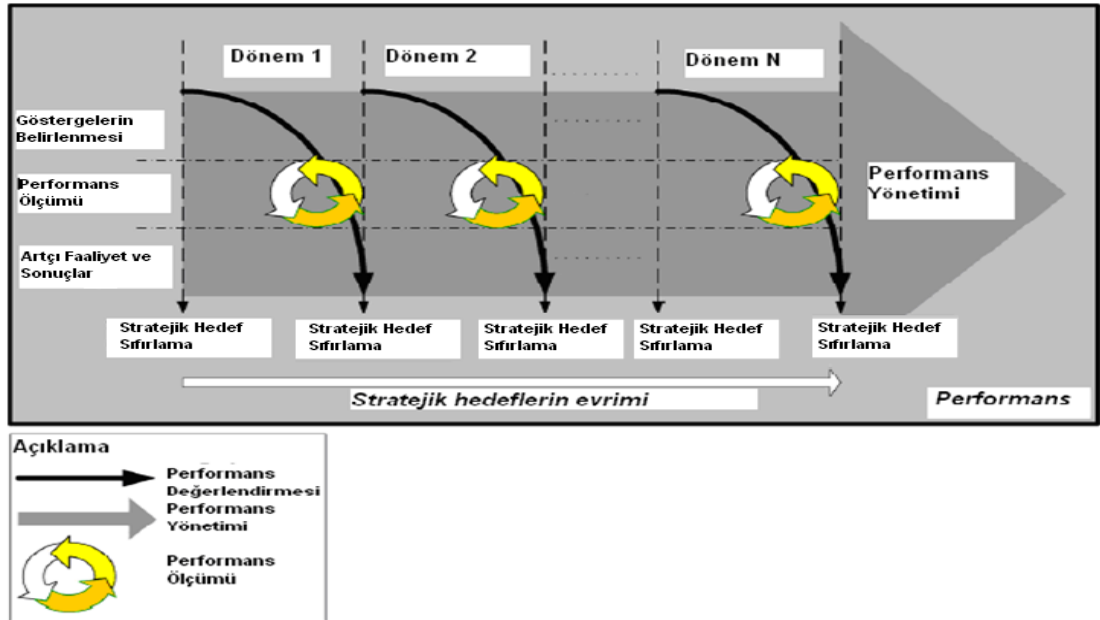 Dönem 1
Dönem 2
Dönem N
Göstergelerin
Belirlenmesi
Performans
Ölçümü
Artçı Faaliyet ve
Sonuçlar
Performans
Yönetimi
Stratejik Hedef
Sıfırlama
Stratejik Hedef
Sıfırlama
Stratejik Hedef
Sıfırlama
Stratejik Hedef
Sıfırlama
Stratejik Hedef
Sıfırlama
Stratejik hedeflerin evrimi
Performans
Açıklama
Performans
Değerlendirmesi
Performans
Yönetimi
Performans
Ölçümü